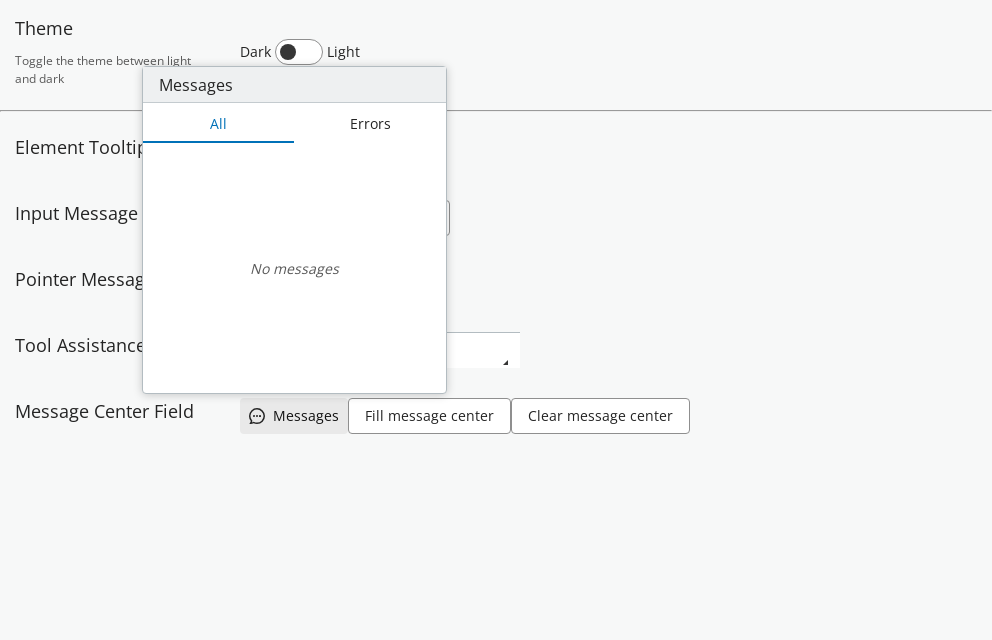 Theme
Toggle the theme between light
and dark
Dark
Light
Messages
All
Errors
Element Tooltip
Input Message
No messages
Pointer Messag
Tool Assistance
Message Center Field
Messages
Fill message center
Clear message center